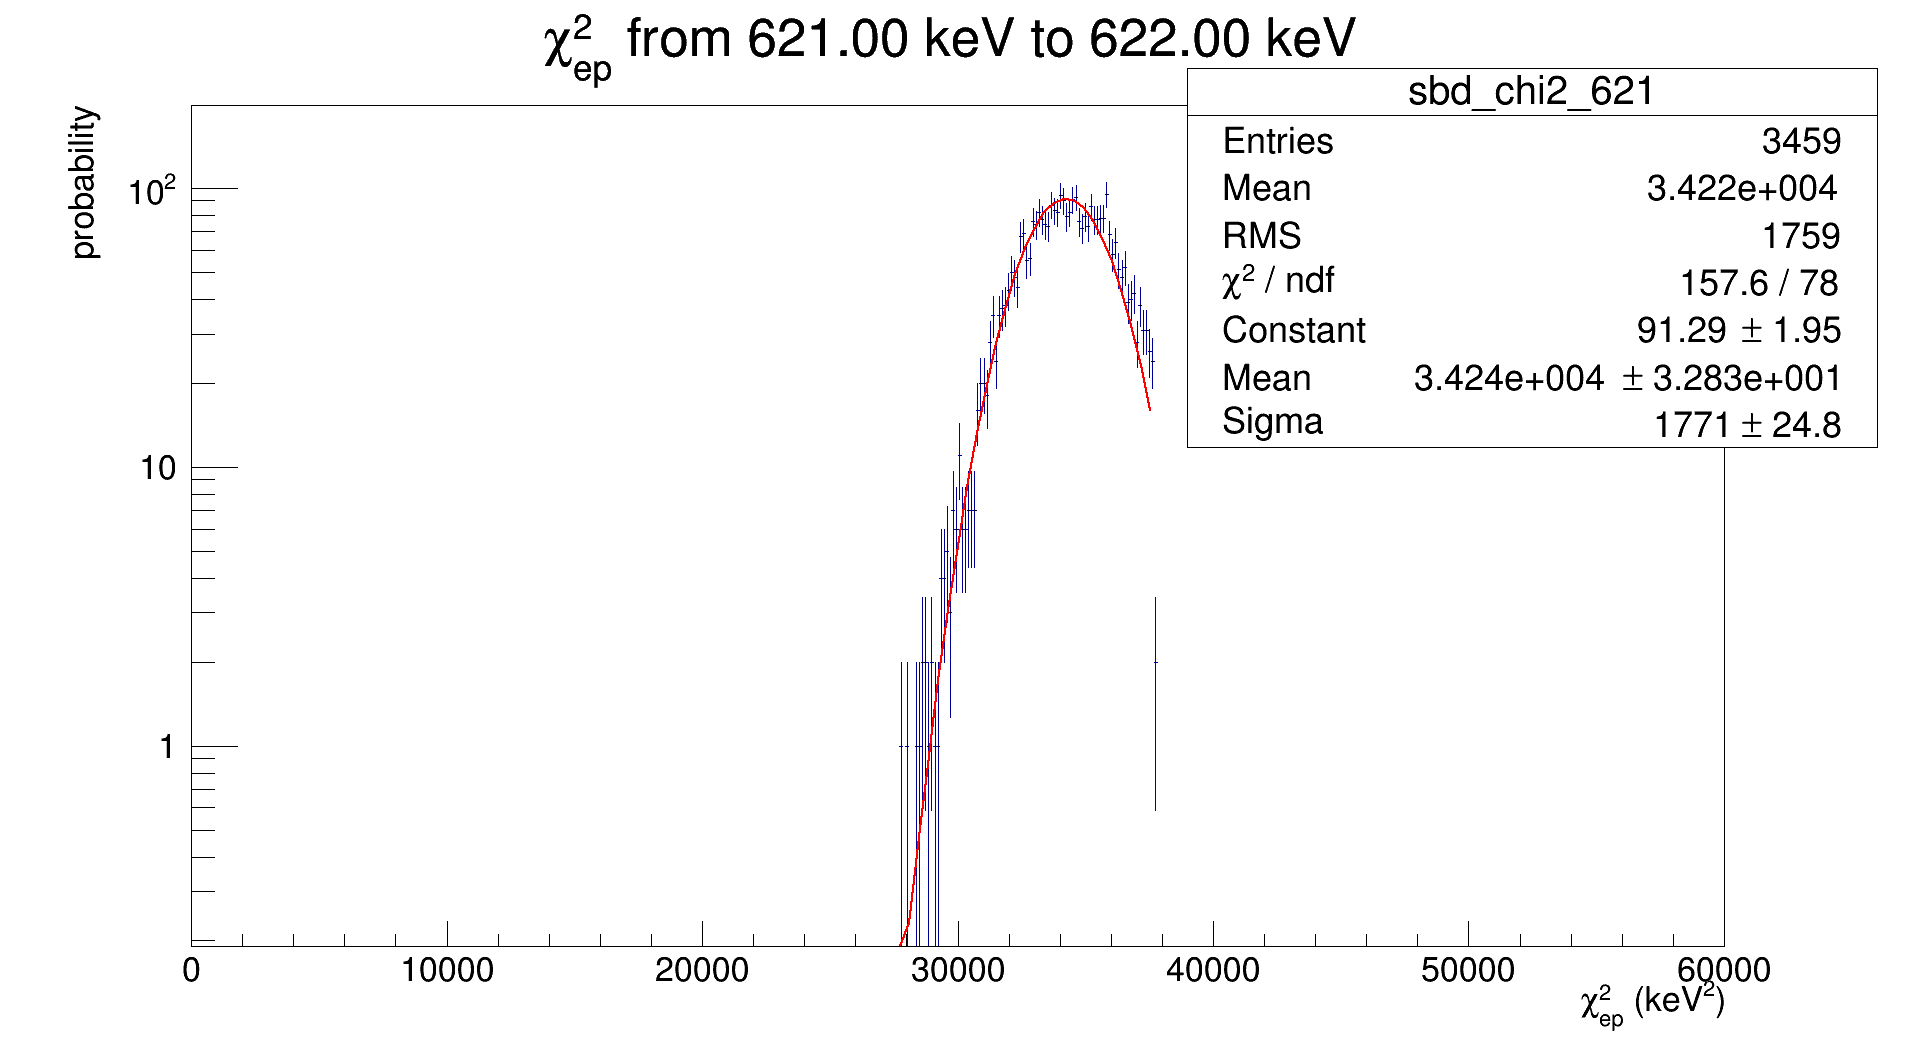 χ²ep from 621.00 keV to 622.00 keV
sbd_chi2_621
Entries 3459
Mean 3.422e+004
RMS 1759
χ² / ndf 157.6 / 78
Constant 91.29 ± 1.95
Mean 3.424e+004 ± 3.283e+001
Sigma 1771 ± 24.8
probability
10²
10
1
0 10000 20000 30000 40000 50000 60000
χ²ep (keV²)